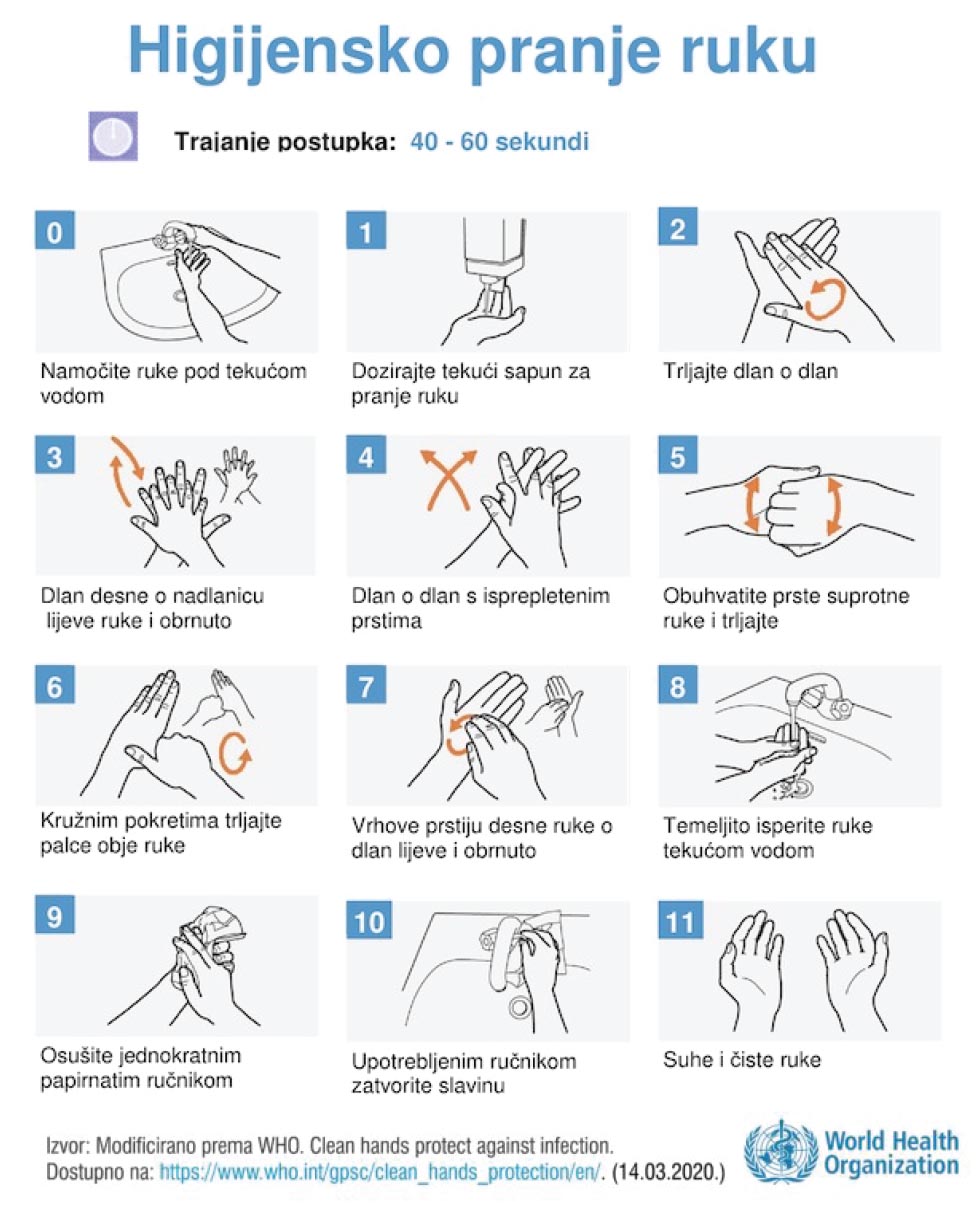 Higijensko pranje ruku
Trajanje postupka: 40 - 60 sekundi
0
Namočite ruke pod tekućom
vodom
1
Dozirajte tekući sapun za
pranje ruku
2
Trljajte dlan o dlan
3
Dlan desne o nadlanicu
lijeve ruke i obrnuto
4
Dlan o dlan s isprepletenim
prstima
5
Obuhvatite prste suprotne
ruke i trljajte
6
Kružnim pokretima trljajte
palce obje ruke
7
Vrhove prstiju desne ruke o
dlan lijeve i obrnuto
8
Temeljito isperite ruke
tekućom vodom
9
Osušite jednokratnim
papirnatim ručnikom
10
Upotrebljenim ručnikom
zatvorite slavinu
11
Suhe i čiste ruke
Izvor: Modificirano prema WHO. Clean hands protect against infection.
Dostupno na: https://www.who.int/gpsc/clean_hands_protection/en/. (14.03.2020.)
World Health
Organization